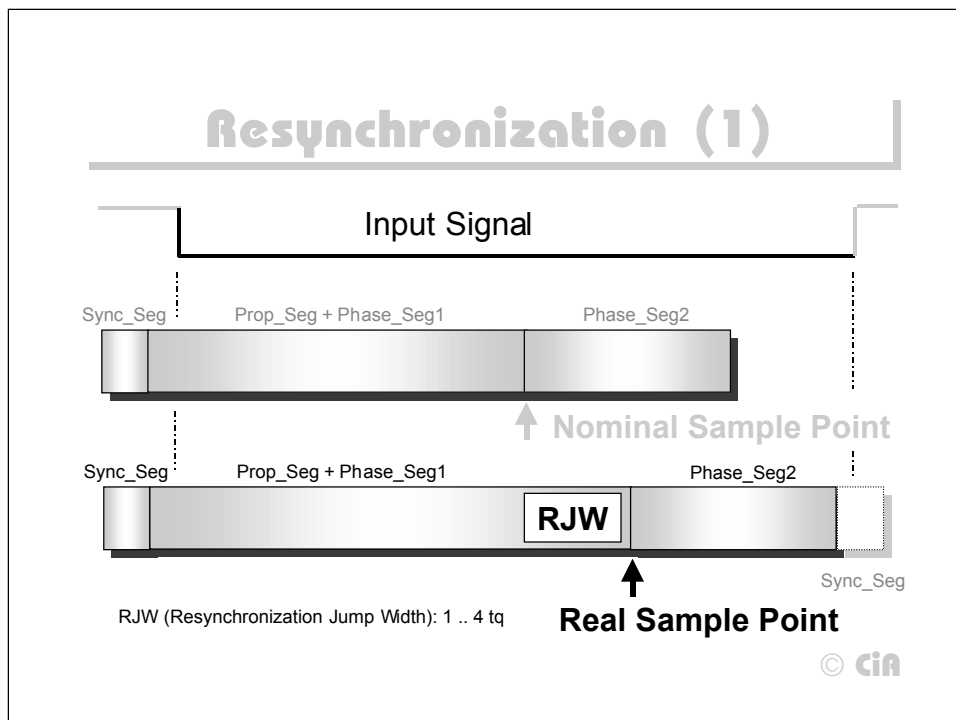 Resynchronization (1)
Input Signal
Sync_Seg Prop_Seg + Phase_Seg1 Phase_Seg2
Nominal Sample Point
Sync_Seg Prop_Seg + Phase_Seg1 Phase_Seg2
RJW
Sync_Seg
RJW (Resynchronization Jump Width): 1 .. 4 tq
Real Sample Point
© CiA